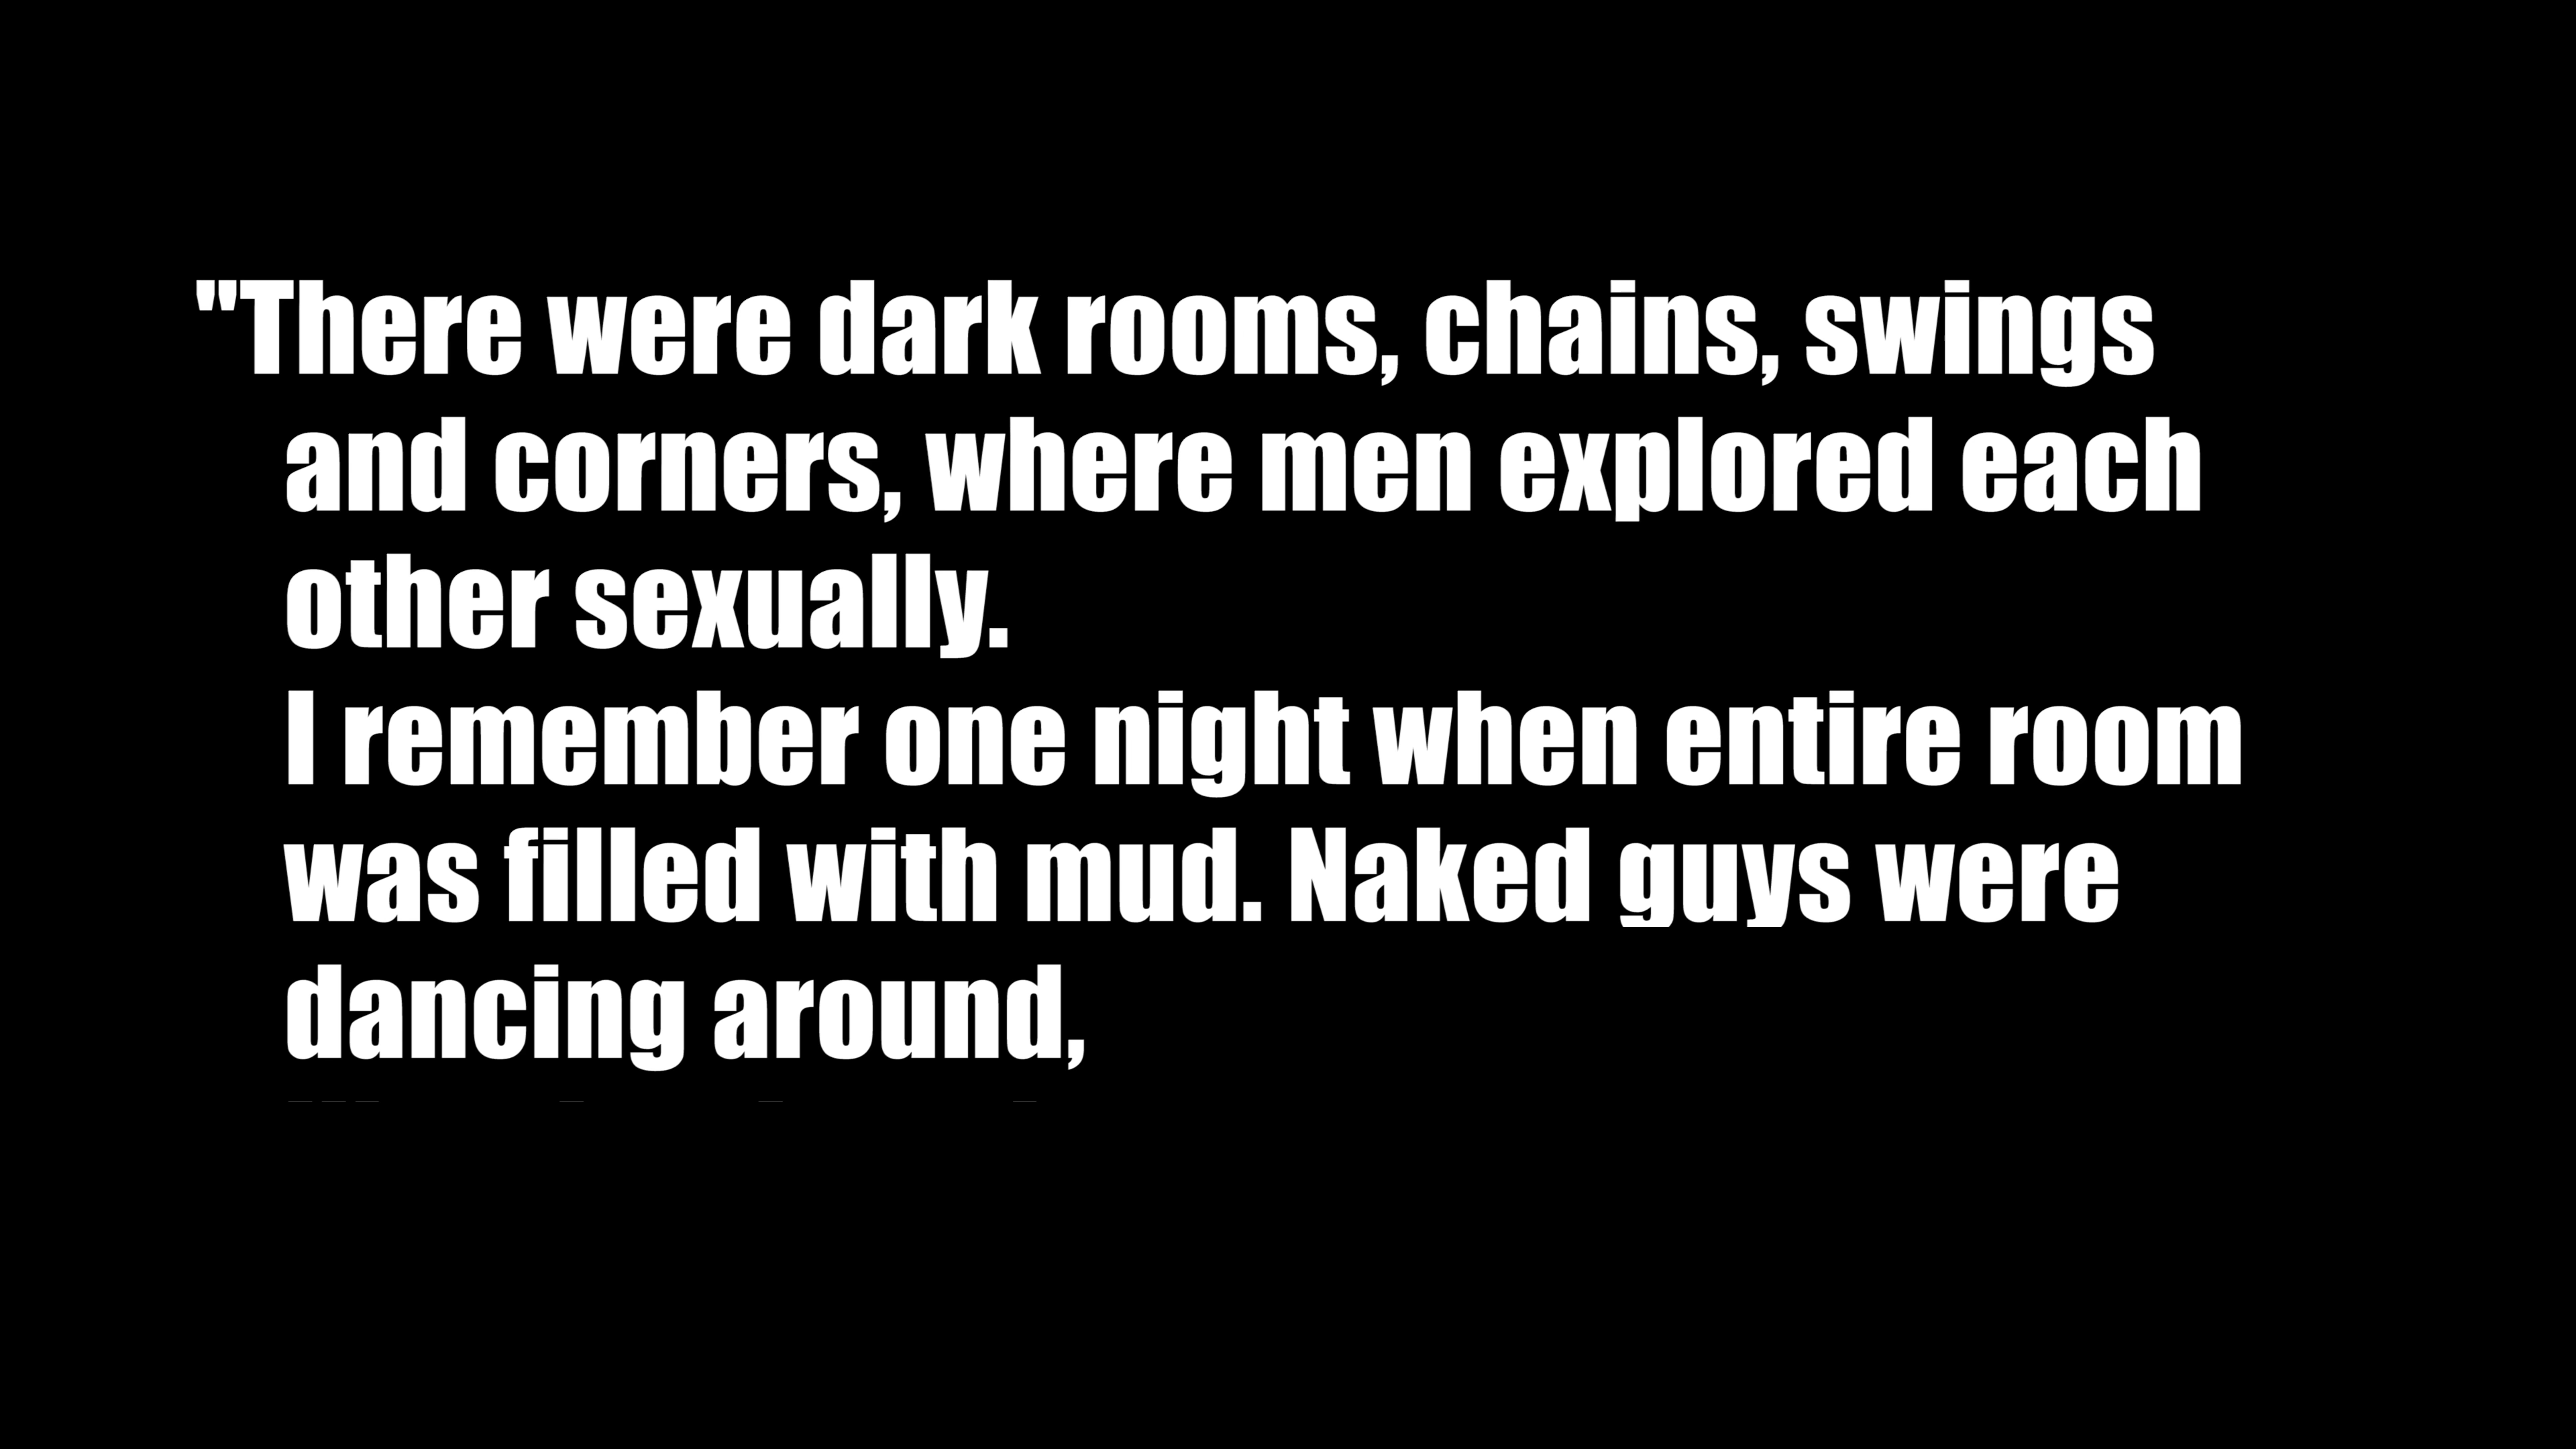 "There were dark rooms, chains, swings
and corners, where men explored each
other sexually.
I remember one night when entire room
was filled with mud. Naked guys were
dancing around,